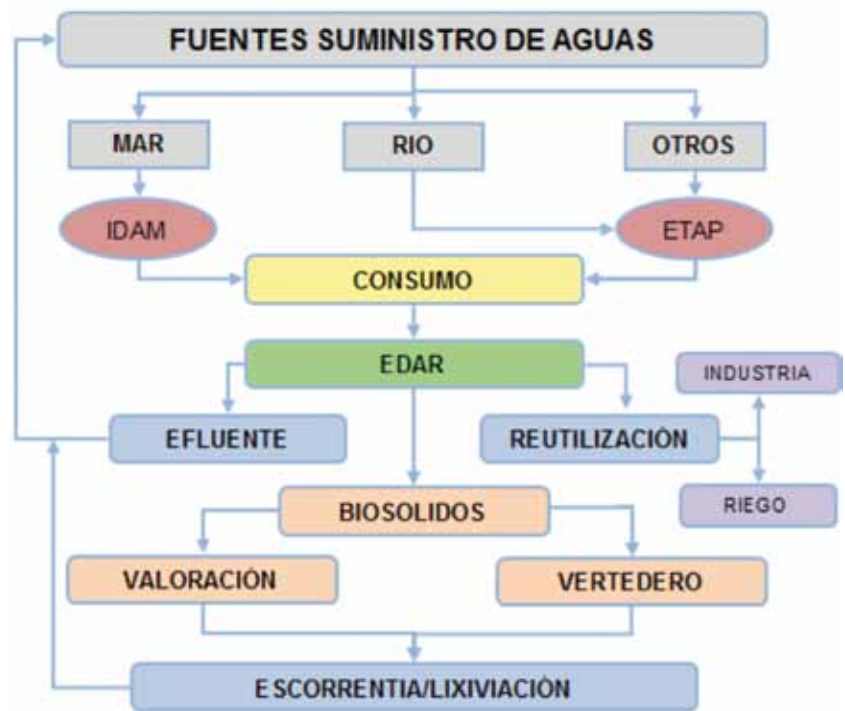 FUENTES SUMINISTRO DE AGUAS
MAR
RIO
OTROS
IDAM
ETAP
CONSUMO
EDAR
INDUSTRIA
EFLUENTE
REUTILIZACIÓN
RIEGO
BIOSOLIDOS
VALORACIÓN
VERTEDERO
ESCORRENTIA/LIXIVIACIÓN